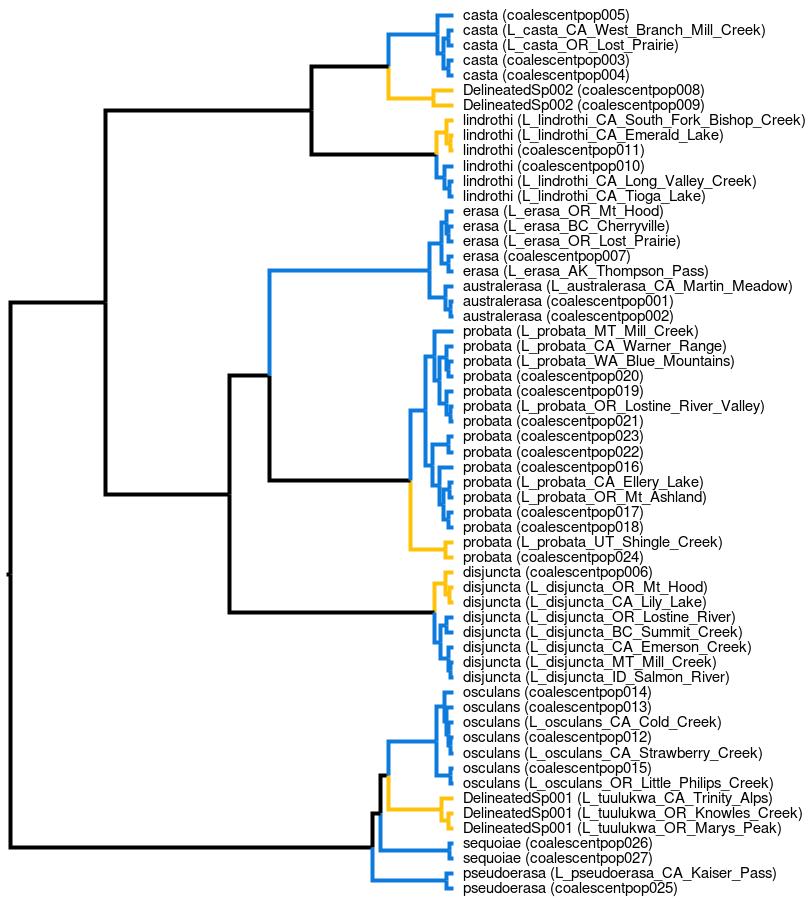 casta (coalescentpop005)
casta (L_casta_CA_West_Branch_Mill_Creek)
casta (L_casta_OR_Lost_Prairie)
casta (coalescentpop003)
casta (coalescentpop004)
DelineatedSp002 (coalescentpop008)
DelineatedSp002 (coalescentpop009)
lindrothi (L_lindrothi_CA_South_Fork_Bishop_Creek)
lindrothi (L_lindrothi_CA_Emerald_Lake)
lindrothi (coalescentpop011)
lindrothi (coalescentpop010)
lindrothi (L_lindrothi_CA_Long_Valley_Creek)
lindrothi (L_lindrothi_CA_Tioga_Lake)
erasa (L_erasa_OR_Mt_Hood)
erasa (L_erasa_BC_Cherryville)
erasa (L_erasa_OR_Lost_Prairie)
erasa (coalescentpop007)
erasa (L_erasa_AK_Thompson_Pass)
australerasa (L_australerasa_CA_Martin_Meadow)
australerasa (coalescentpop001)
australerasa (coalescentpop002)
probata (L_probata_MT_Mill_Creek)
probata (L_probata_CA_Warner_Range)
probata (L_probata_WA_Blue_Mountains)
probata (coalescentpop020)
probata (coalescentpop019)
probata (L_probata_OR_Lostine_River_Valley)
probata (coalescentpop021)
probata (coalescentpop023)
probata (coalescentpop022)
probata (coalescentpop016)
probata (L_probata_CA_Ellery_Lake)
probata (L_probata_OR_Mt_Ashland)
probata (coalescentpop017)
probata (coalescentpop018)
probata (L_probata_UT_Shingle_Creek)
probata (coalescentpop024)
disjuncta (coalescentpop006)
disjuncta (L_disjuncta_OR_Mt_Hood)
disjuncta (L_disjuncta_CA_Lily_Lake)
disjuncta (L_disjuncta_OR_Lostine_River)
disjuncta (L_disjuncta_BC_Summit_Creek)
disjuncta (L_disjuncta_CA_Emerson_Creek)
disjuncta (L_disjuncta_MT_Mill_Creek)
disjuncta (L_disjuncta_ID_Salmon_River)
osculans (coalescentpop014)
osculans (coalescentpop013)
osculans (L_osculans_CA_Cold_Creek)
osculans (coalescentpop012)
osculans (L_osculans_CA_Strawberry_Creek)
osculans (coalescentpop015)
osculans (L_osculans_OR_Little_Philips_Creek)
DelineatedSp001 (L_tuulukwa_CA_Trinity_Alps)
DelineatedSp001 (L_tuulukwa_OR_Knowles_Creek)
DelineatedSp001 (L_tuulukwa_OR_Marys_Peak)
sequoiae (coalescentpop026)
sequoiae (coalescentpop027)
pseudoerasa (L_pseudoerasa_CA_Kaiser_Pass)
pseudoerasa (coalescentpop025)